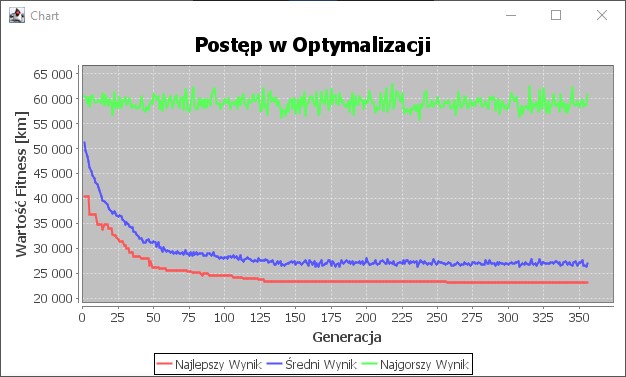 Chart
Postęp w Optymalizacji
Wartość Fitness [km]
65 000
60 000
55 000
50 000
45 000
40 000
35 000
30 000
25 000
20 000
0 25 50 75 100 125 150 175 200 225 250 275 300 325 350
Generacja
Najlepszy Wynik Średni Wynik Najgorszy Wynik